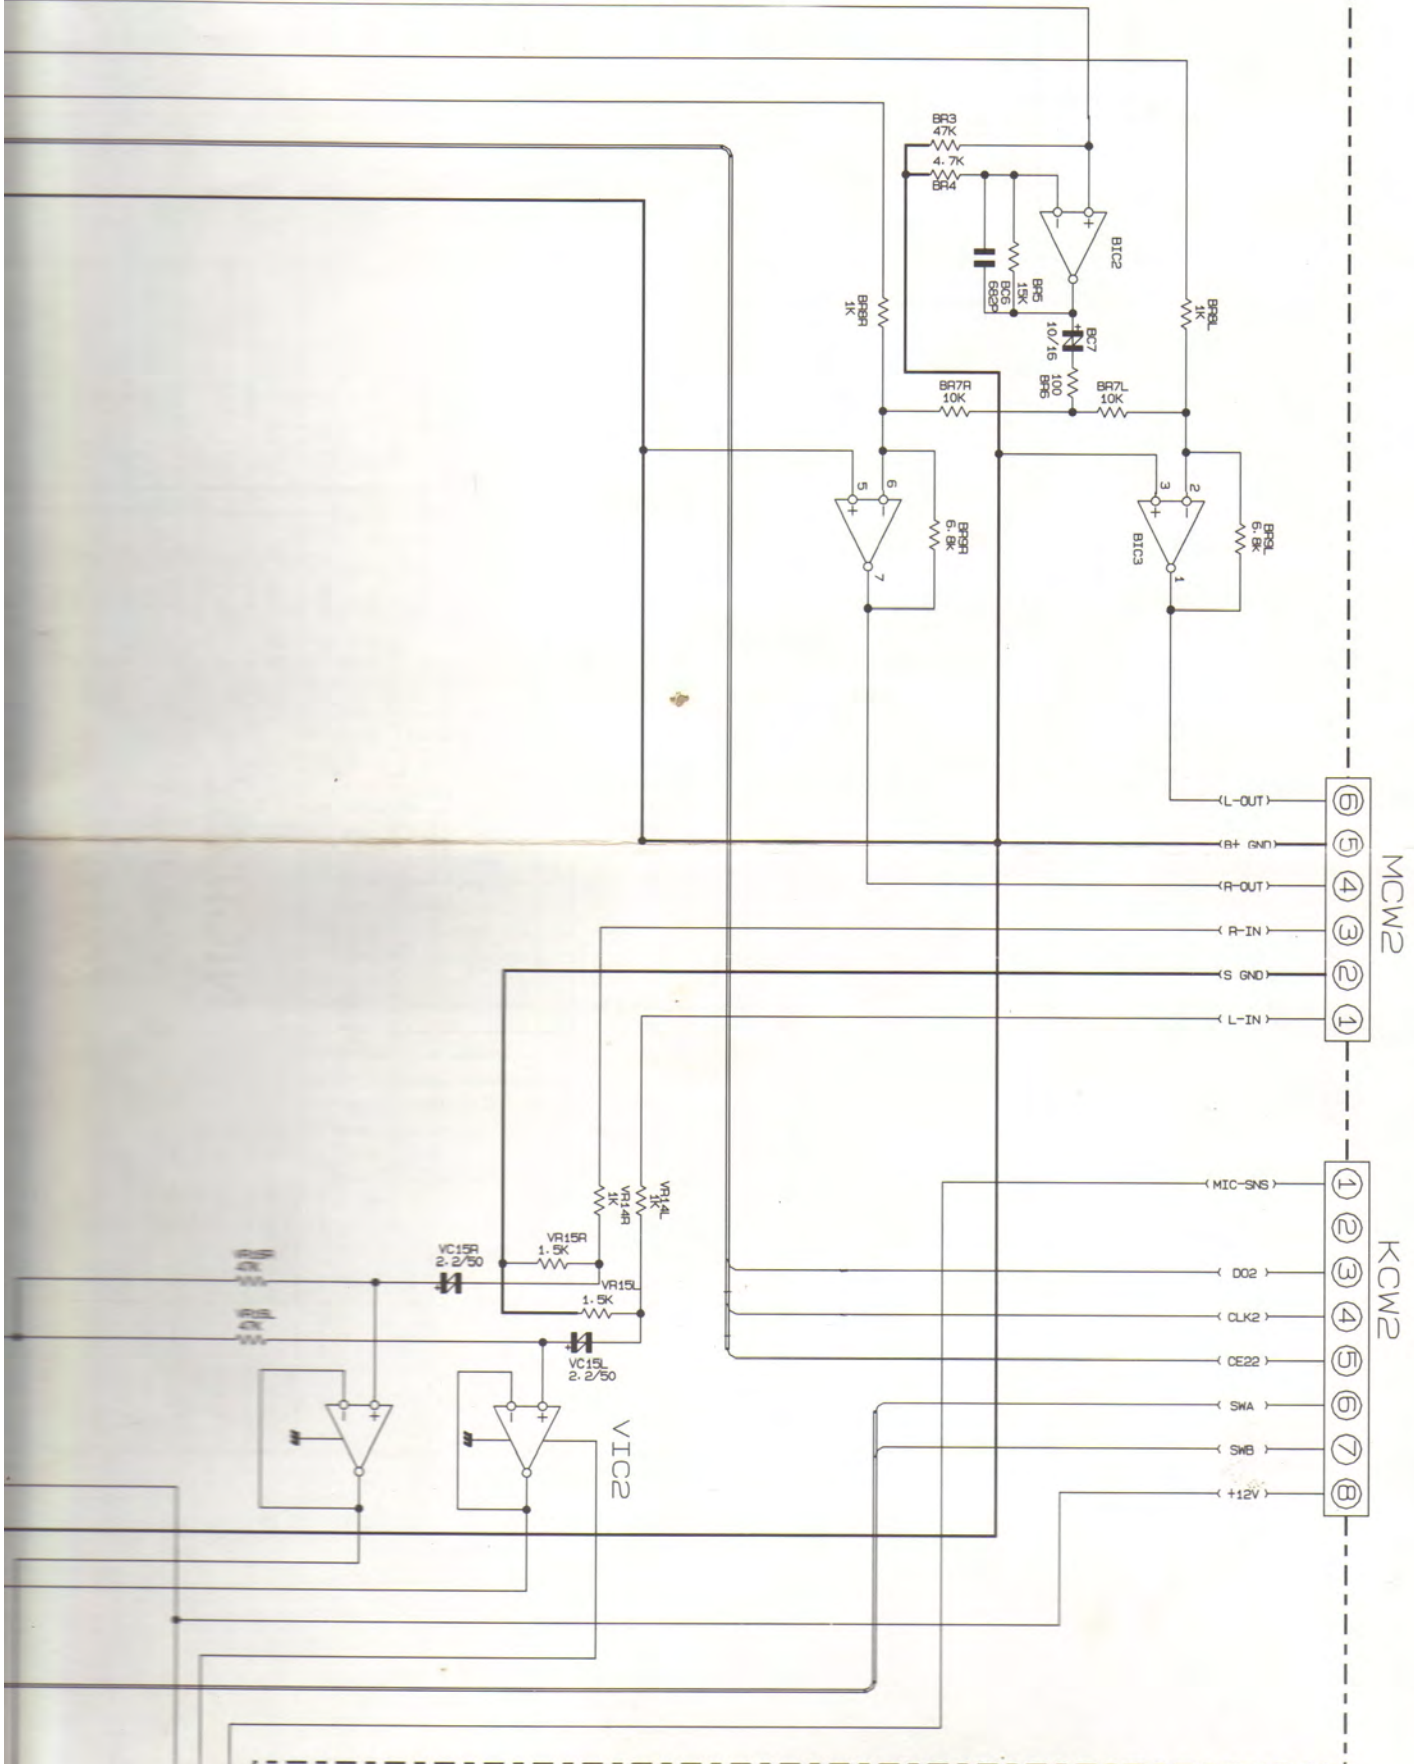 BR3
47K
4.7K
BR4
BIC2
BR5
15K
BC6
682P
BC7
10/16
100
BR6
BR8R
1K
BR8L
1K
BR7R
10K
BR7L
10K
5
6
+
-
7
BR9R
6.8K
3
2
+
-
1
BIC3
BR9L
6.8K
-
+
(L-OUT)
(B+ GND)
(R-OUT)
( R-IN )
(S GND)
( L-IN )
6
5
4
3
2
1
MCW2
(MIC-SNS)
( DO2 )
( CLK2 )
( CE22 )
( SWA )
( SWB )
( +12V )
1
2
3
4
5
6
7
8
KCW2
VR14R
1K
VR14L
1K
VR15R
1.5K
VR15L
1.5K
VC15R
2.2/50
VC15L
2.2/50
47K
47K
-
+
-
+
VIC2